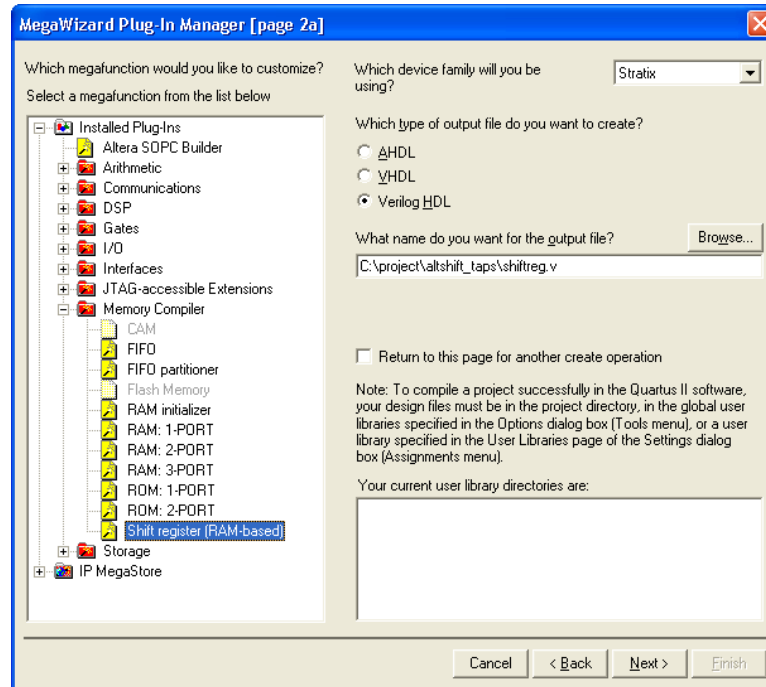 MegaWizard Plug-In Manager [page 2a]
Which megafunction would you like to customize?
Select a megafunction from the list below
Installed Plug-Ins
Altera SOPC Builder
Arithmetic
Communications
DSP
Gates
I/O
Interfaces
JTAG-accessible Extensions
Memory Compiler
CAM
FIFO
FIFO partitioner
Flash Memory
RAM initializer
RAM: 1-PORT
RAM: 2-PORT
RAM: 3-PORT
ROM: 1-PORT
ROM: 2-PORT
Shift register (RAM-based)
Storage
IP MegaStore
Which device family will you be
using?
Stratix
Which type of output file do you want to create?
AHDL
VHDL
Verilog HDL
What name do you want for the output file?
Browse...
C:\project\altshift_taps\shiftreg.v
Return to this page for another create operation
Note: To compile a project successfully in the Quartus II software,
your design files must be in the project directory, in the global user
libraries specified in the Options dialog box (Tools menu), or a user
library specified in the User Libraries page of the Settings dialog
box (Assignments menu).
Your current user library directories are:
Cancel
< Back
Next >
Finish